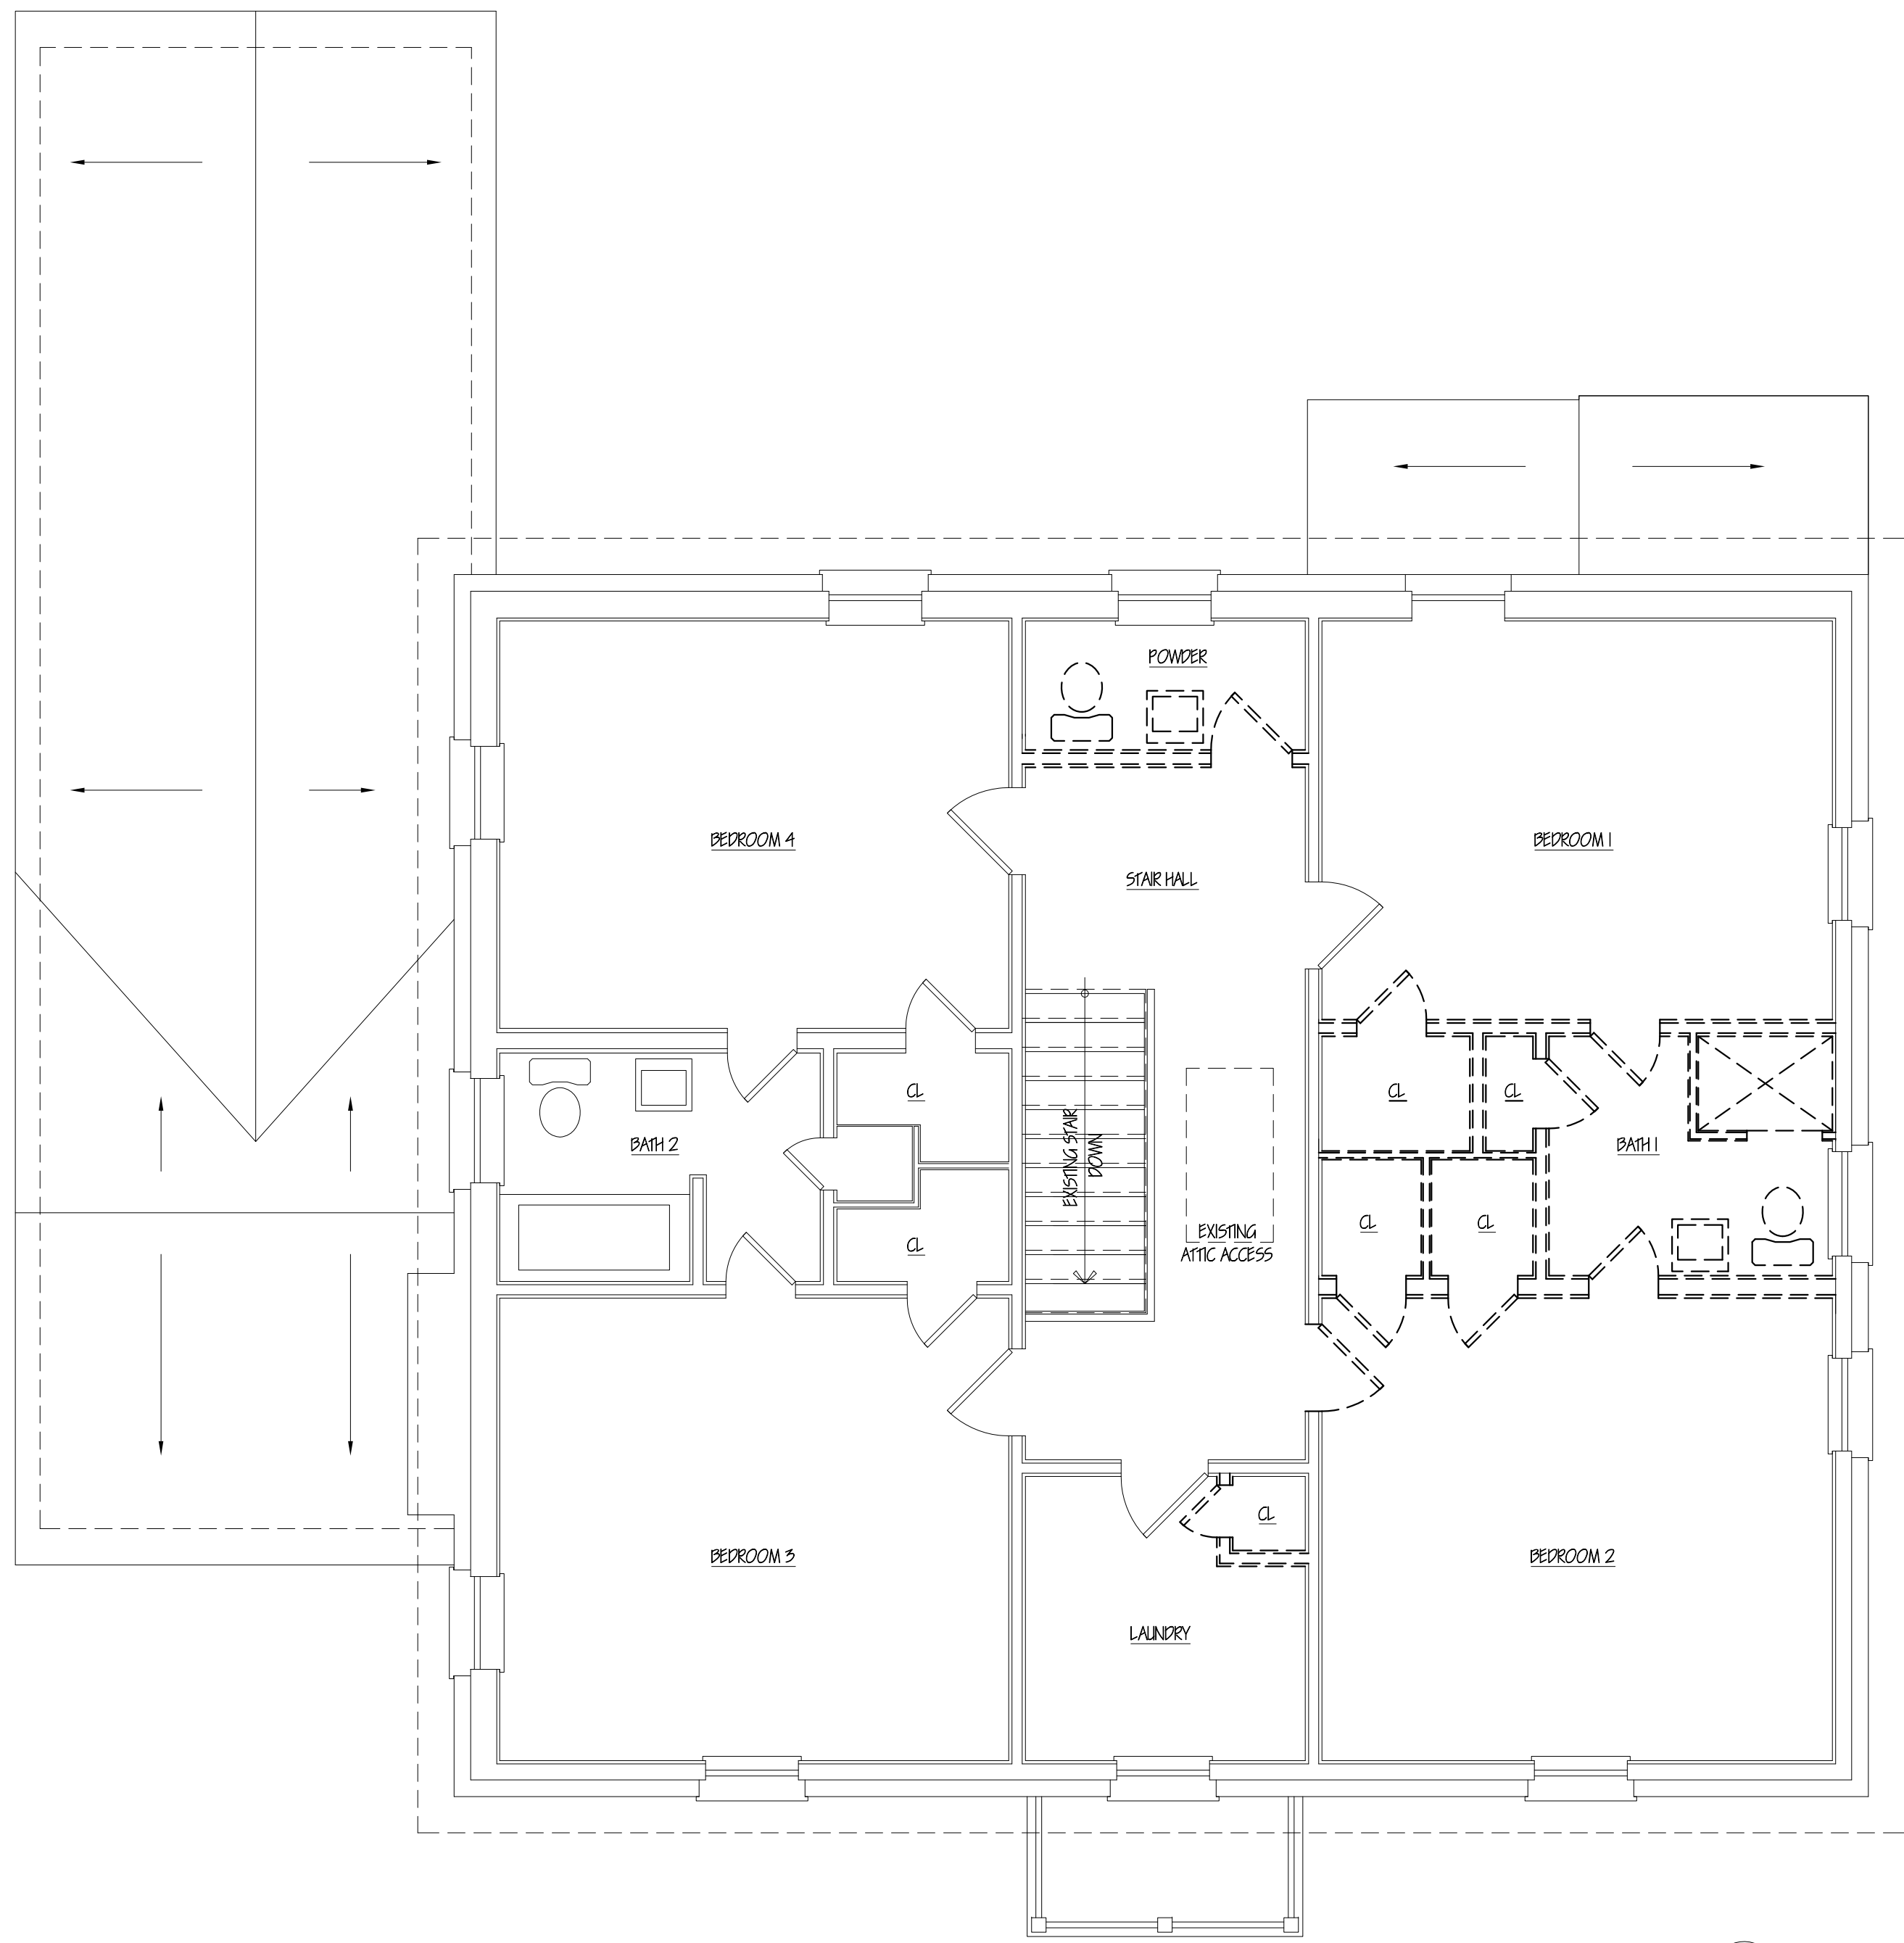 POWDER
BEDROOM 4
BEDROOM 1
STAIR HALL
CL
CL
CL
BATH 2
BATH 1
EXISTING STAIR
DOWN
CL
CL
CL
EXISTING
ATTIC ACCESS
CL
BEDROOM 3
BEDROOM 2
LAUNDRY